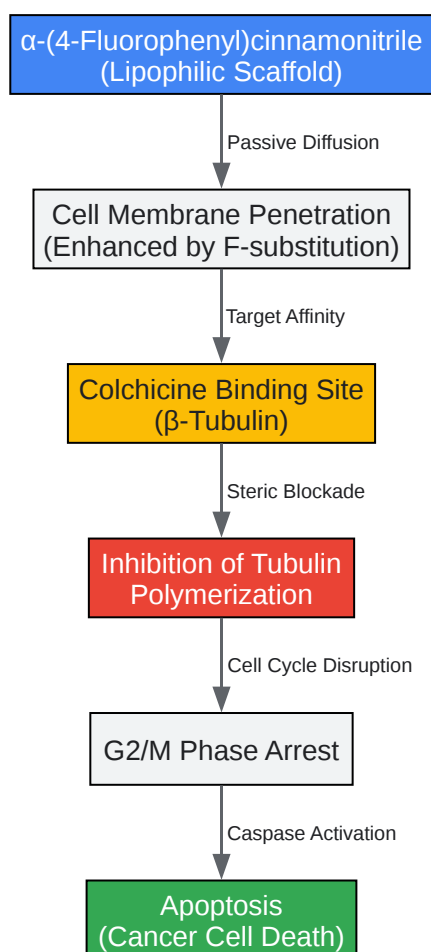 α-(4-Fluorophenyl)cinnamonitrile
(Lipophilic Scaffold)
Passive Diffusion
Cell Membrane Penetration
(Enhanced by F-substitution)
Target Affinity
Colchicine Binding Site
(β-Tubulin)
Steric Blockade
Inhibition of Tubulin
Polymerization
Cell Cycle Disruption
G2/M Phase Arrest
Caspase Activation
Apoptosis
(Cancer Cell Death)